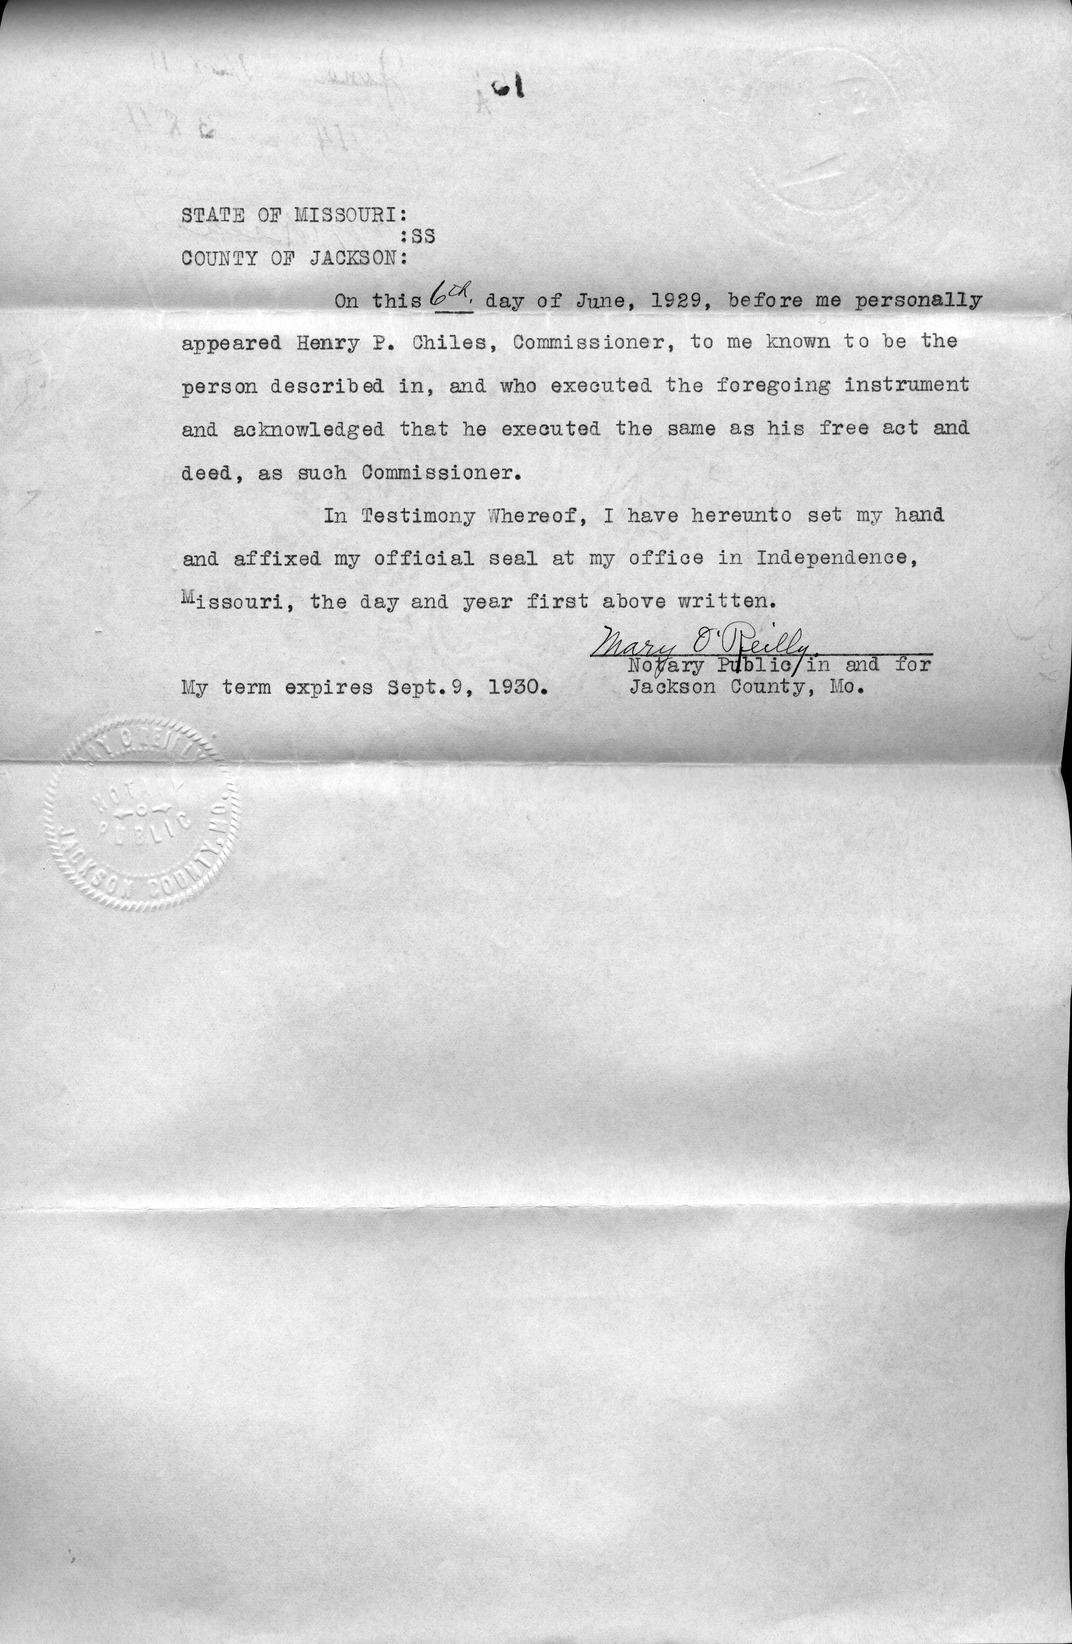 61
STATE OF MISSOURI:
:SS
COUNTY OF JACKSON:
On this 6th. day of June, 1929, before me personally
appeared Henry P. Chiles, Commissioner, to me known to be the
person described in, and who executed the foregoing instrument
and acknowledged that he executed the same as his free act and
deed, as such Commissioner.
In Testimony Whereof, I have hereunto set my hand
and affixed my official seal at my office in Independence,
Missouri, the day and year first above written.
Mary O'Reilly.
Notary Public in and for
My term expires Sept. 9, 1930. Jackson County, Mo.
MARY O'REILLY
NOTARY
PUBLIC
JACKSON COUNTY, MO.